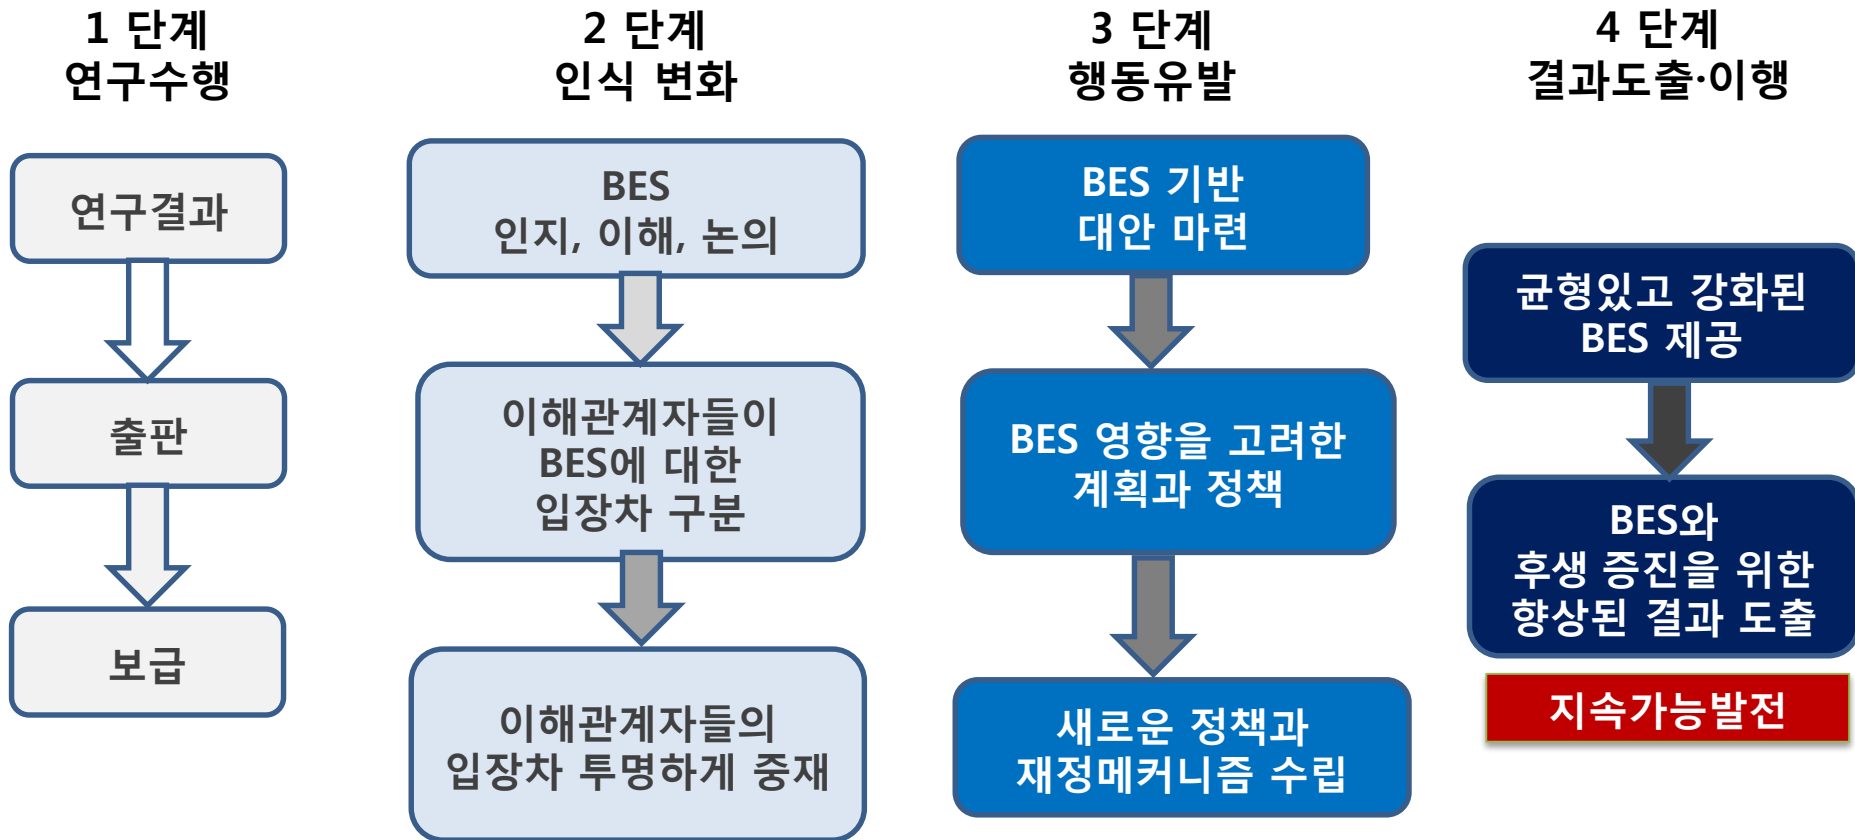 1 단계
연구수행
연구결과
출판
보급
2 단계
인식 변화
BES
인지, 이해, 논의
이해관계자들이
BES에 대한
입장차 구분
이해관계자들의
입장차 투명하게 중재
3 단계
행동유발
BES 기반
대안 마련
BES 영향을 고려한
계획과 정책
새로운 정책과
재정메커니즘 수립
4 단계
결과도출·이행
균형있고 강화된
BES 제공
BES와
후생 증진을 위한
향상된 결과 도출
지속가능발전